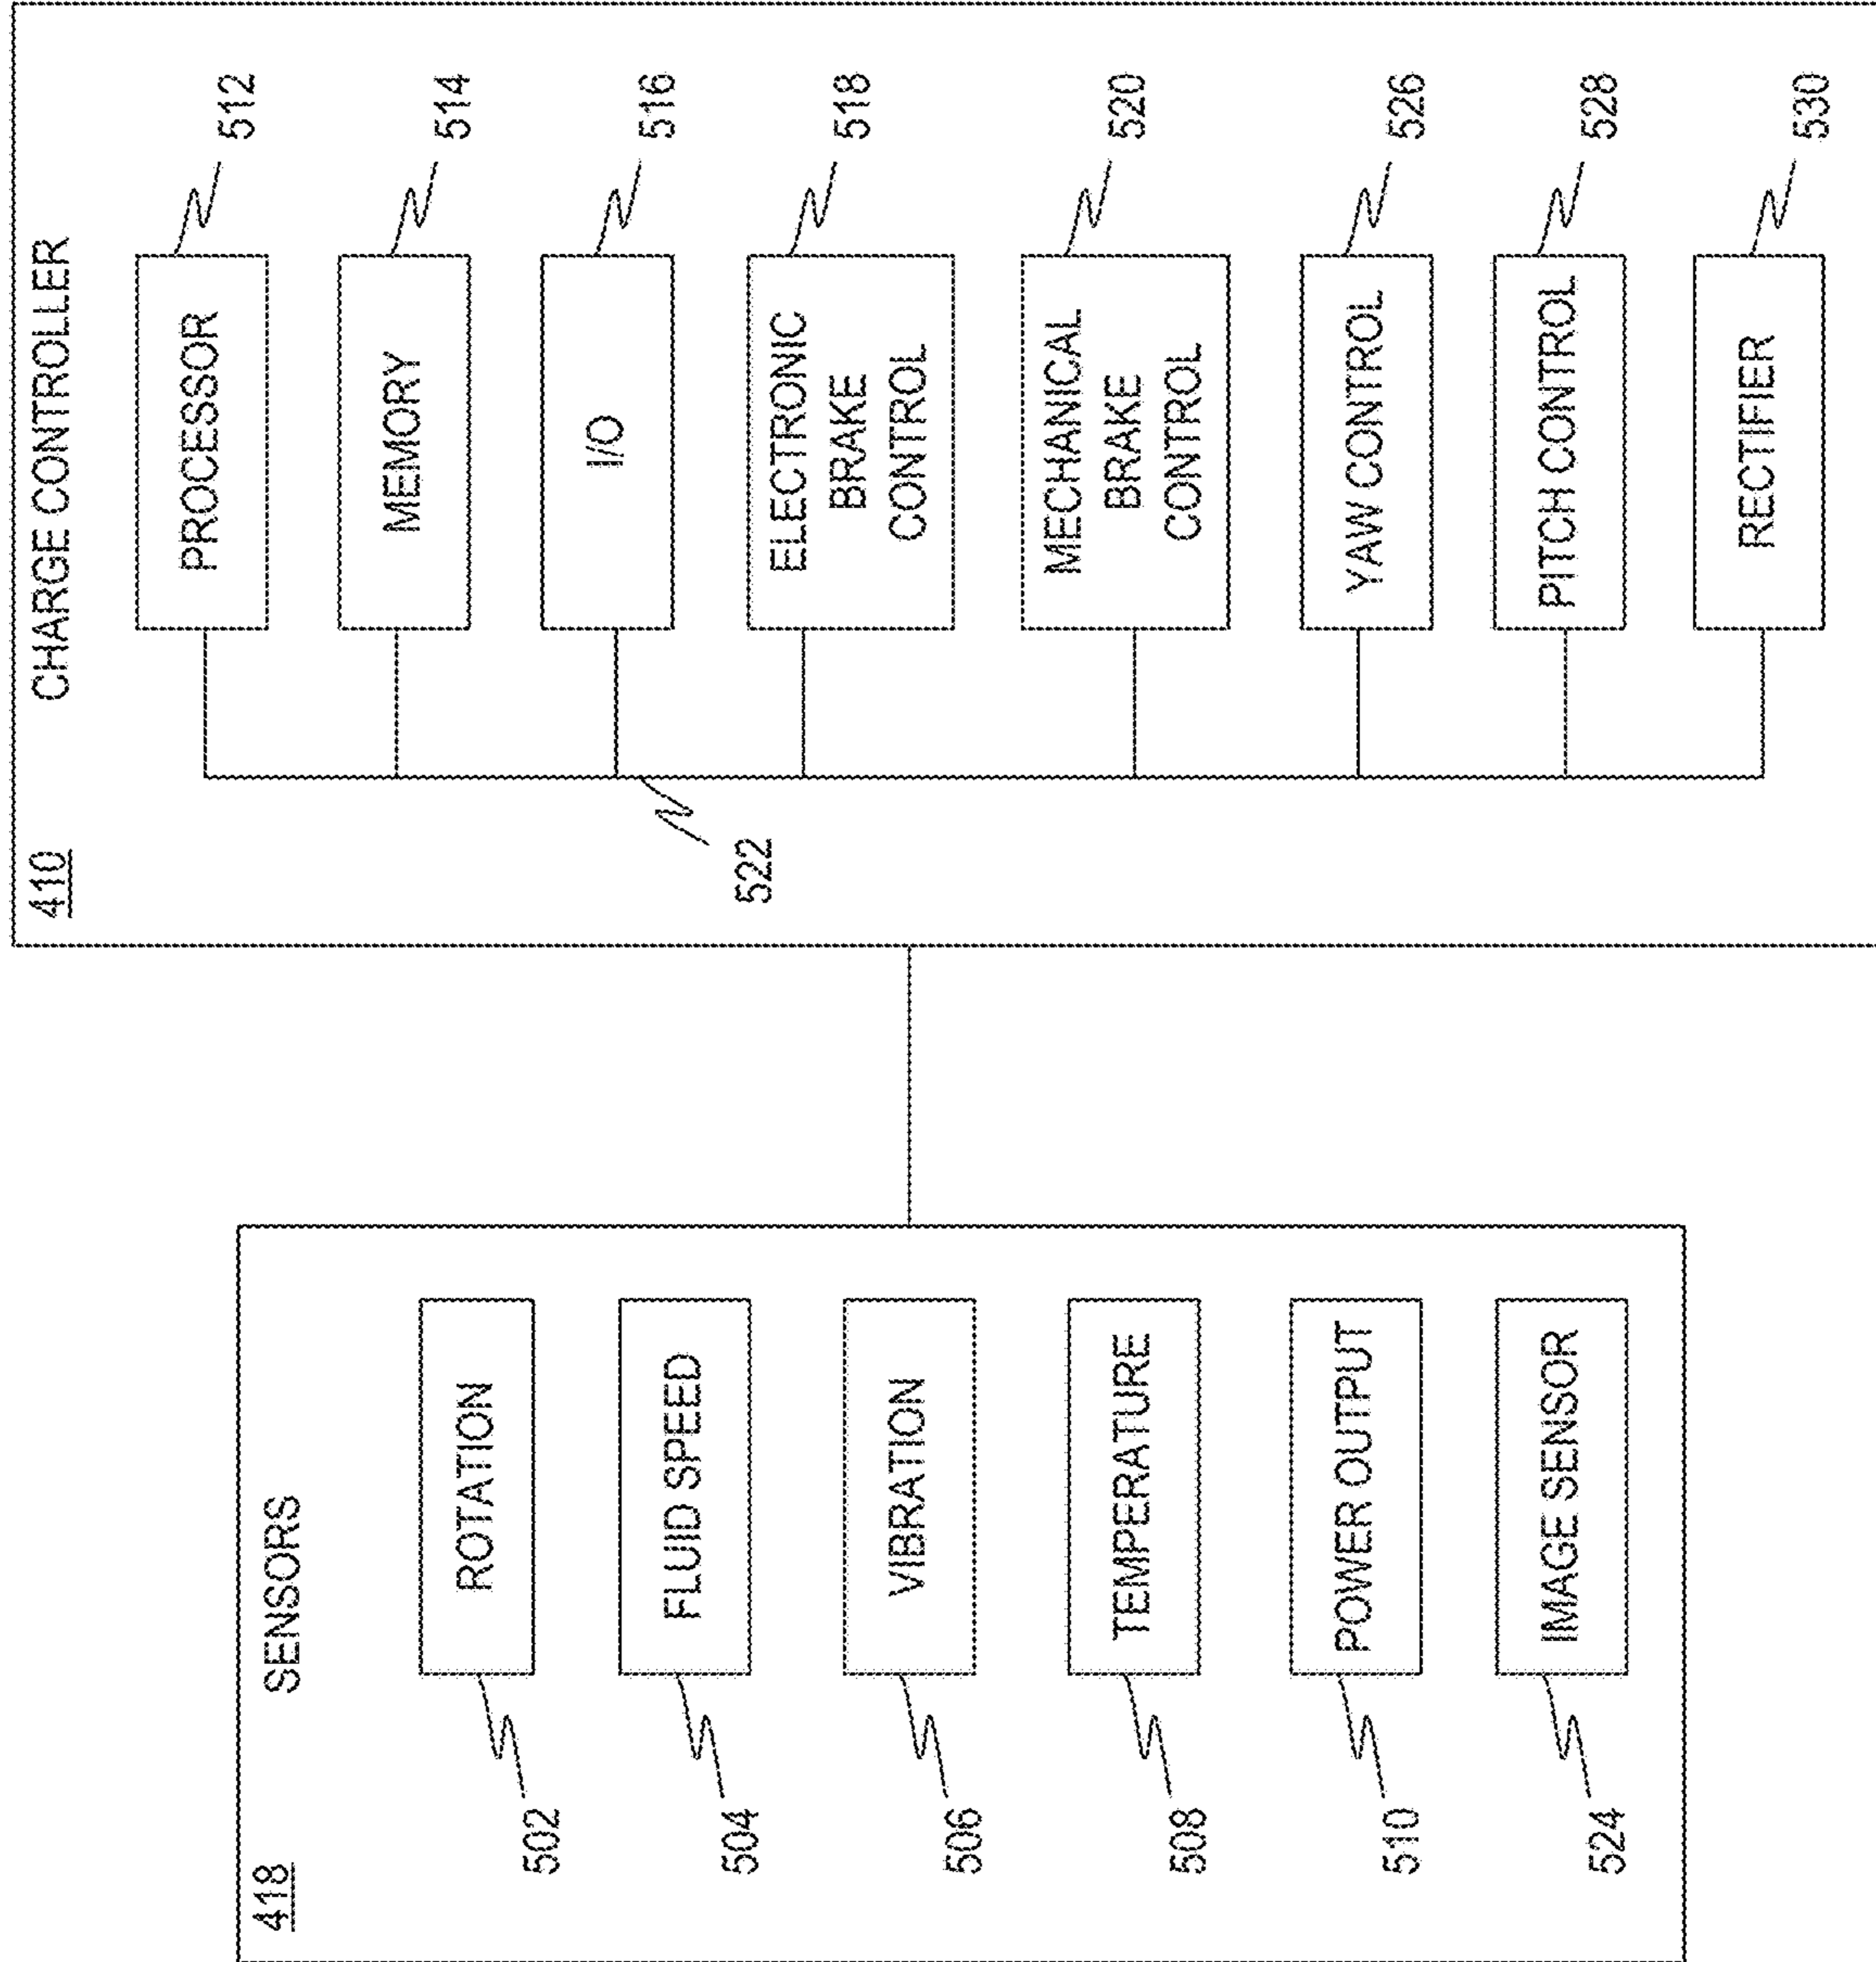 418
SENSORS
502
ROTATION
504
FLUID SPEED
506
VIBRATION
508
TEMPERATURE
510
POWER OUTPUT
524
IMAGE SENSOR
410
CHARGE CONTROLLER
522
PROCESSOR
512
MEMORY
514
I/O
516
ELECTRONIC
BRAKE
CONTROL
518
MECHANICAL
BRAKE
CONTROL
520
YAW CONTROL
526
PITCH CONTROL
528
RECTIFIER
530